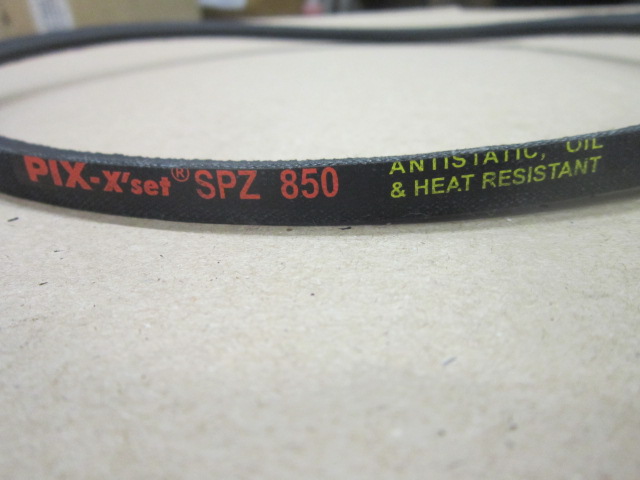 PIX-X'set® SPZ 850
ANTISTATIC, OIL
& HEAT RESISTANT